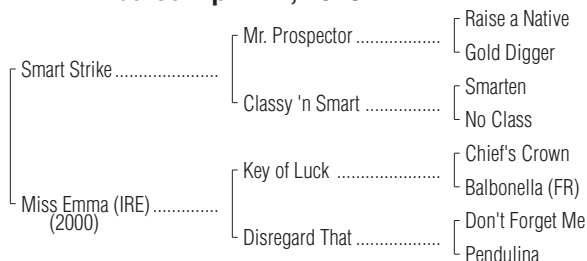 Raise a Native
Mr. Prospector ..................
Gold Digger
Smart Strike ......................
Smarten
Classy 'n Smart ................
No Class
Chief's Crown
Key of Luck ......................
Balbonella (FR)
Miss Emma (IRE) ..............
(2000)
Don't Forget Me
Disregard That ..................
Pendulina